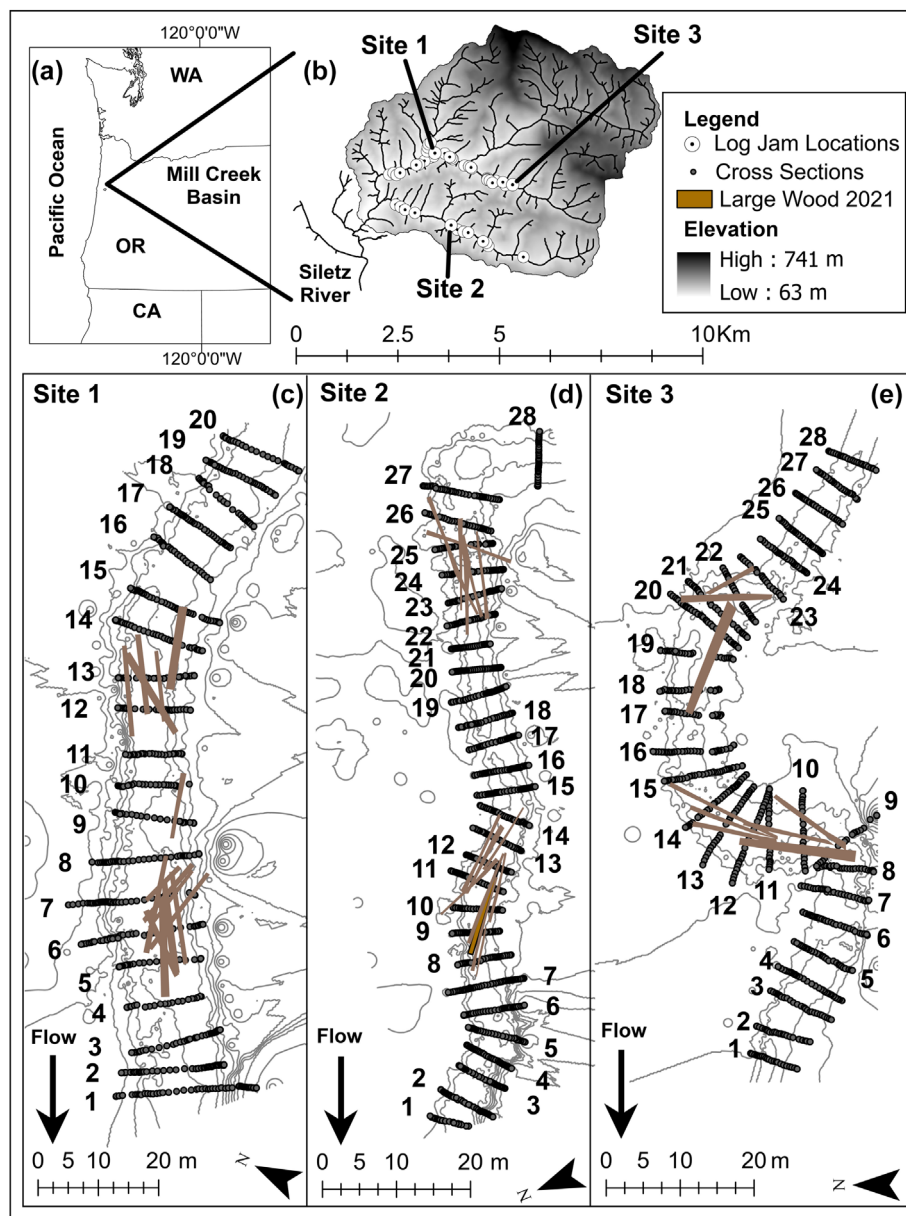 120°0'0"W
(a)
WA
Pacific Ocean
Mill Creek
Basin
OR
CA
120°0'0"W
Site 1
Site 3
(b)
Siletz
River
Site 2
Legend
Log Jam Locations
Cross Sections
Large Wood 2021
Elevation
High : 741 m
Low : 63 m
0 2.5 5 10Km
Site 1 (c)
20
19
18
17
16
15
14
13
12
11
10
9
8
7
6
5
4
3
2
1
Flow
0 5 10 20 m
N
Site 2 (d)
28
27
26
25
24
23
22
21
20
19
18
17
16
15
14
13
12
11
10
9
8
7
6
5
4
3
2
1
Flow
0 5 10 20 m
N
Site 3 (e)
28
27
26
25
24
23
22
21
20
19
18
17
16
15
14
13
12
11
10
9
8
7
6
5
4
3
2
1
Flow
0 5 10 20 m
N